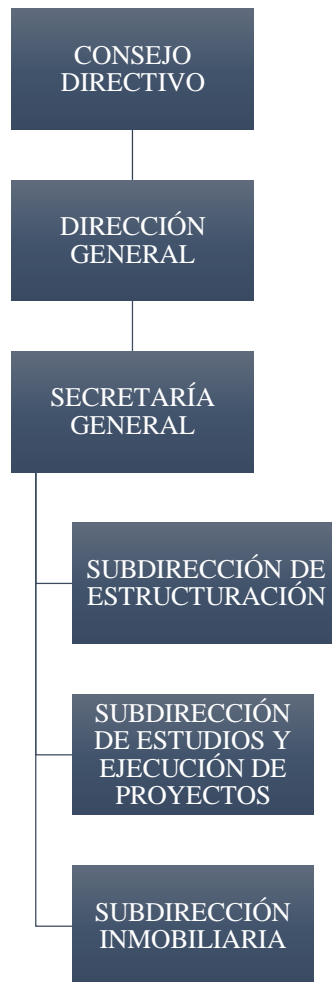 CONSEJO
DIRECTIVO
DIRECCIÓN
GENERAL
SECRETARÍA
GENERAL
SUBDIRECCIÓN DE
ESTRUCTURACIÓN
SUBDIRECCIÓN
DE ESTUDIOS Y
EJECUCIÓN DE
PROYECTOS
SUBDIRECCIÓN
INMOBILIARIA